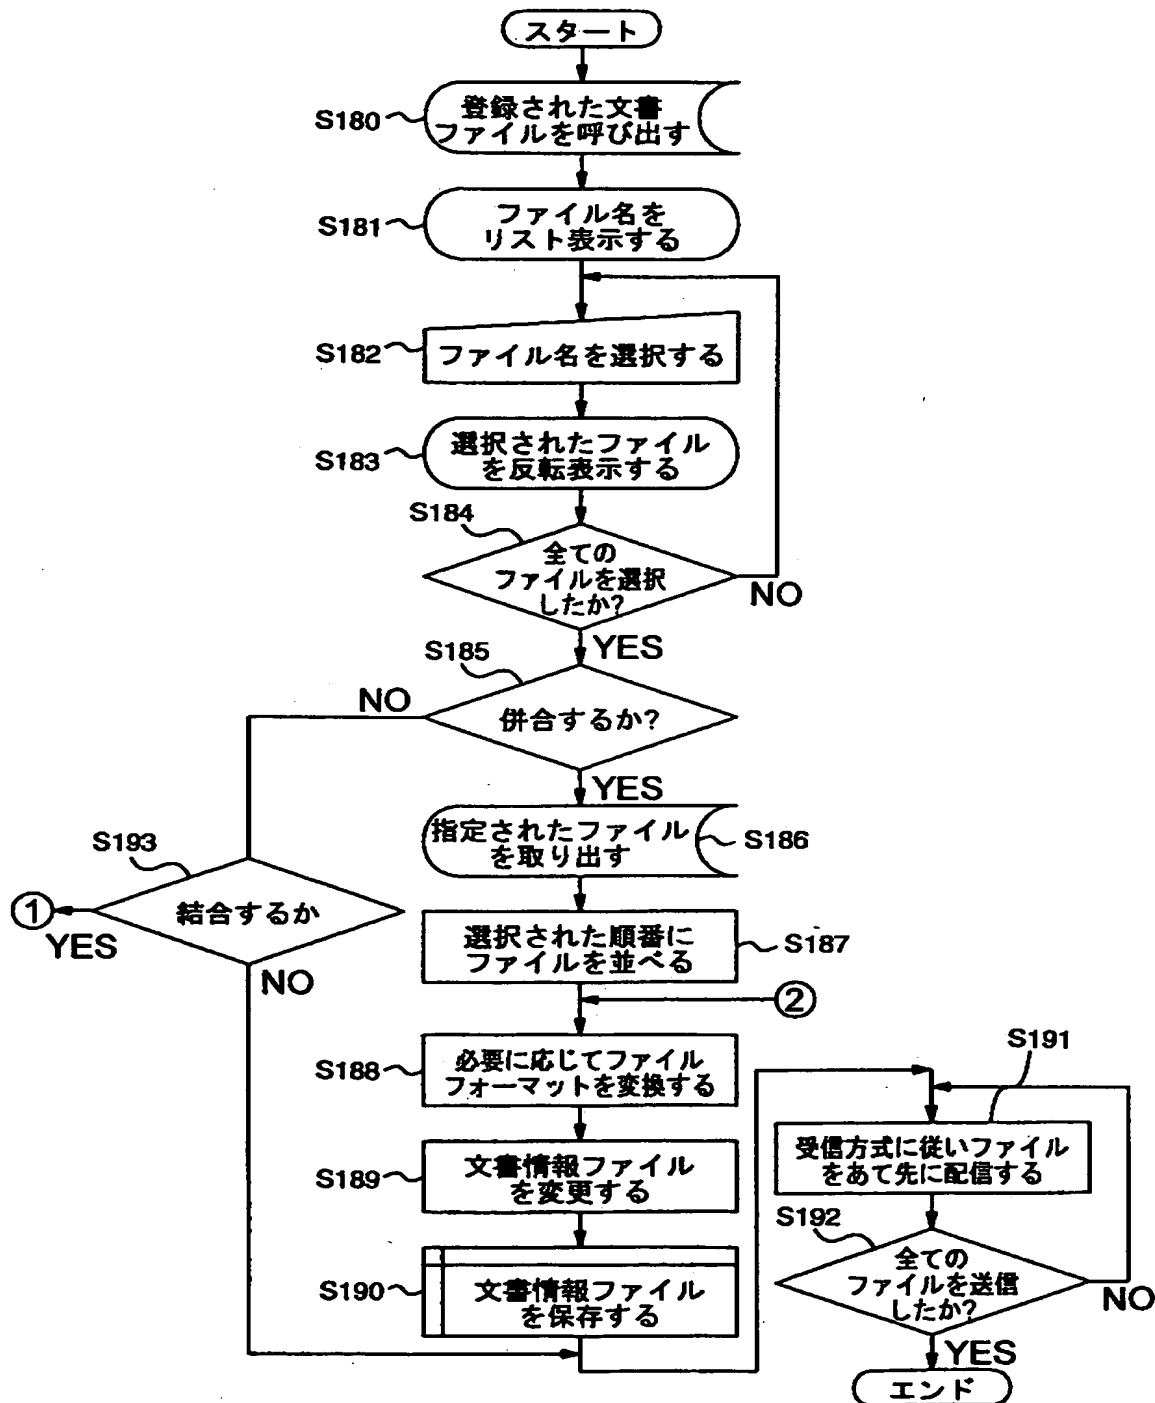 スタート
S180
登録された文書
ファイルを呼び出す
S181
ファイル名を
リスト表示する
S182
ファイル名を選択する
S183
選択されたファイル
を反転表示する
S184
全ての
ファイルを選択
したか?
NO
YES
S185
併合するか?
NO
YES
S193
結合するか
①
YES
NO
指定されたファイル
を取り出す
S186
選択された順番に
ファイルを並べる
S187
②
S188
必要に応じてファイル
フォーマットを変換する
S189
文書情報ファイル
を変更する
S190
文書情報ファイル
を保存する
S191
受信方式に従いファイル
をあて先に配信する
S192
全ての
ファイルを送信
したか?
NO
YES
エンド